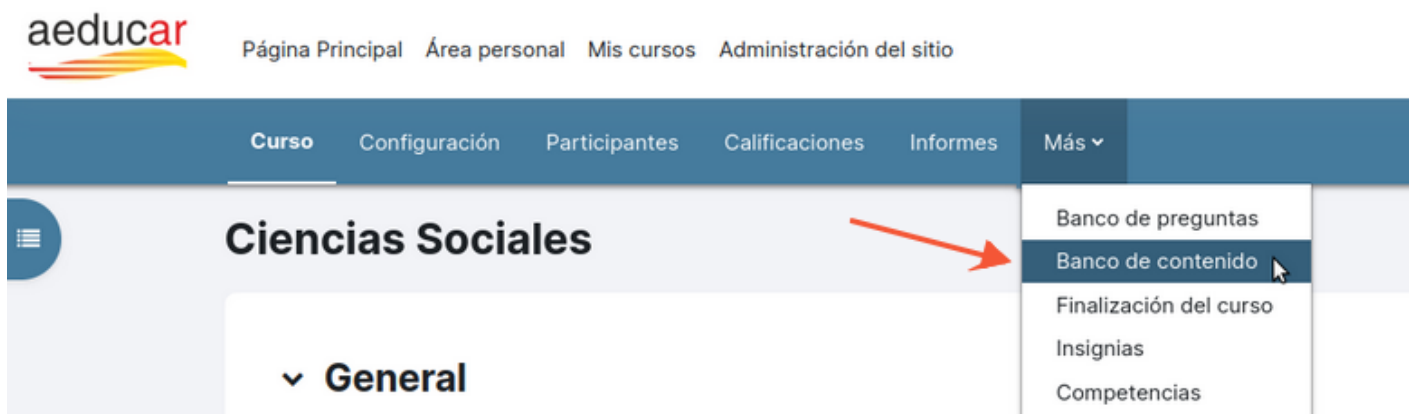 aeducar
Página Principal Área personal Mis cursos Administración del sitio
Curso Configuración Participantes Calificaciones Informes Más
Ciencias Sociales
Banco de preguntas
Banco de contenido
Finalización del curso
Insignias
Competencias
General